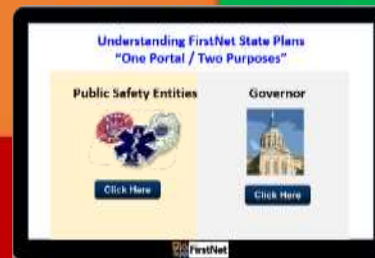 Understanding FirstNet State Plans
“One Portal / Two Purposes”
Public Safety Entities
Governor
Click Here
Click Here
FirstNet